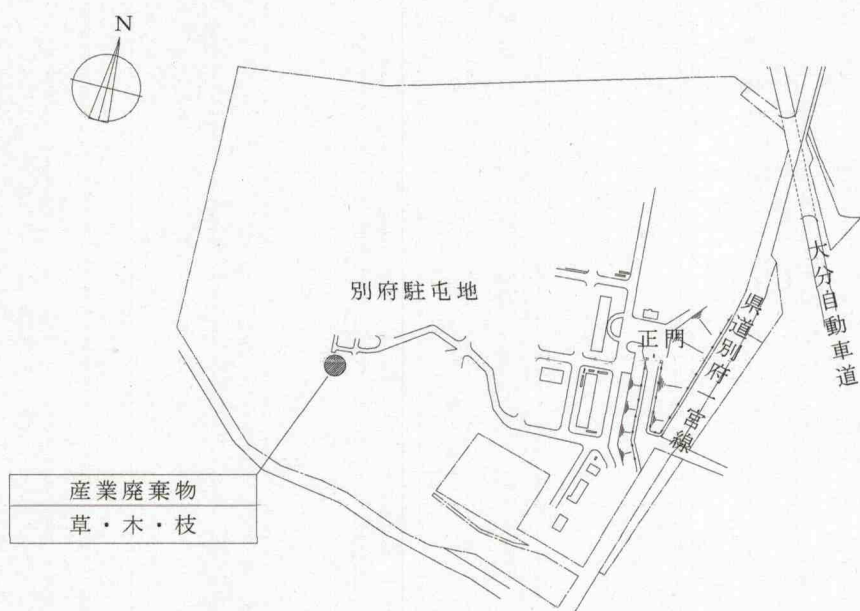 N
別府駐屯地
正門
県道別府一宮線
大分自動車道
産業廃棄物
草・木・枝